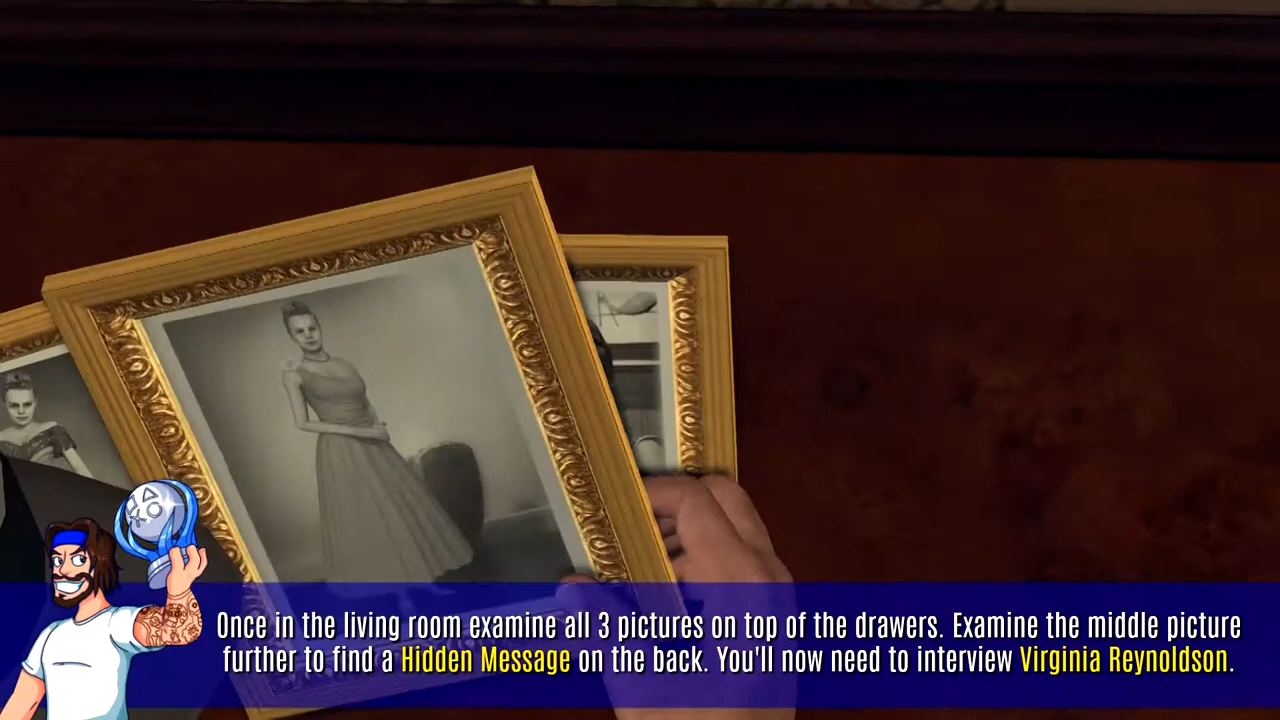 Once in the living room examine all 3 pictures on top of the drawers. Examine the middle picture
further to find a Hidden Message on the back. You'll now need to interview Virginia Reynoldson.